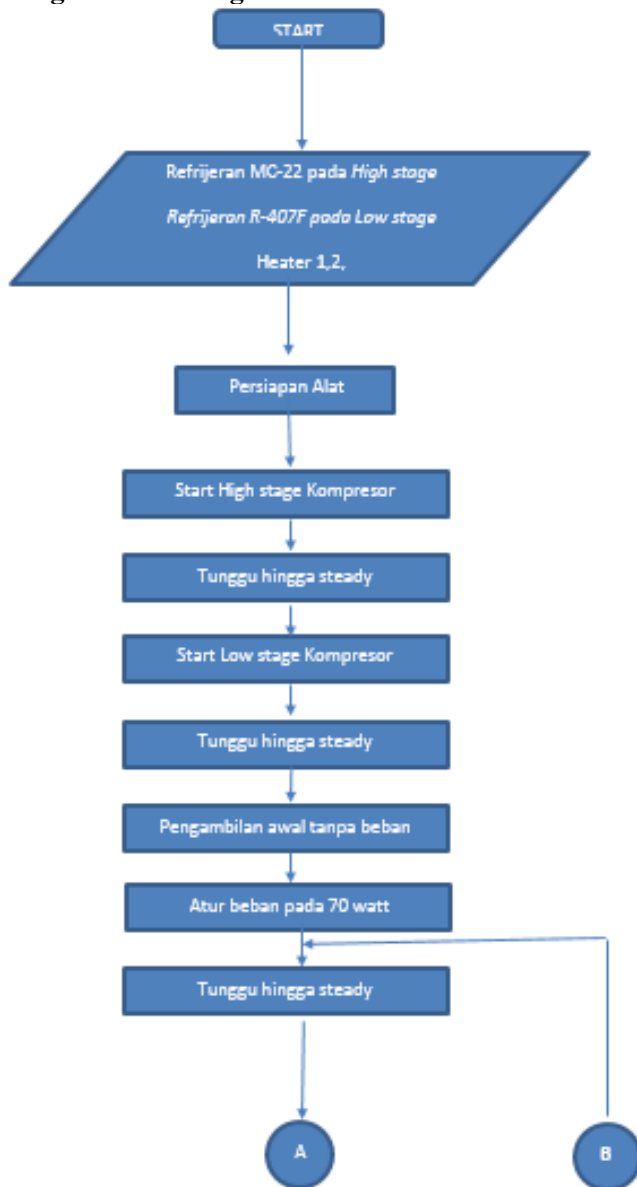 START
Refrijeran MC-22 pada High stage
Refrijeran R-407F pada Low stage
Heater 1,2,
Persiapan Alat
Start High stage Kompresor
Tunggu hingga steady
Start Low stage Kompresor
Tunggu hingga steady
Pengambilan awal tanpa beban
Atur beban pada 70 watt
Tunggu hingga steady
A
B